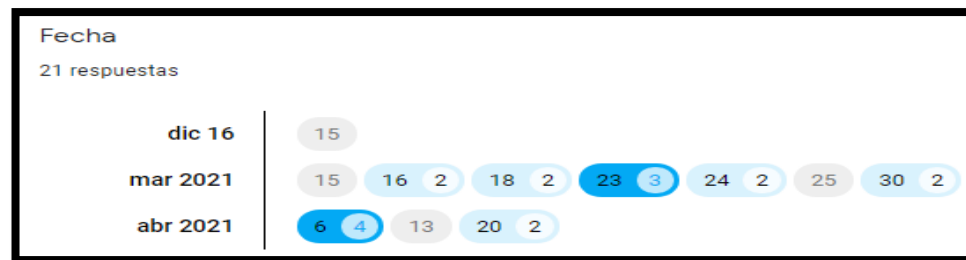 Fecha
21 respuestas
dic 16 15
mar 2021 15 16 2 18 2 23 3 24 2 25 30 2
abr 2021 6 4 13 20 2